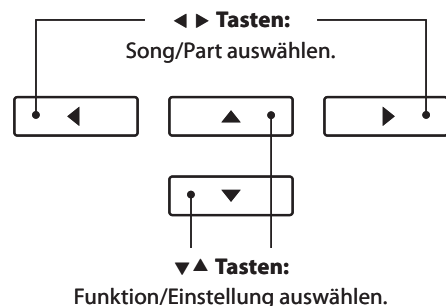 ◀ ▶ Tasten:
Song/Part auswählen.
◀ ▲ ▶
▼
▼▲ Tasten:
Funktion/Einstellung auswählen.